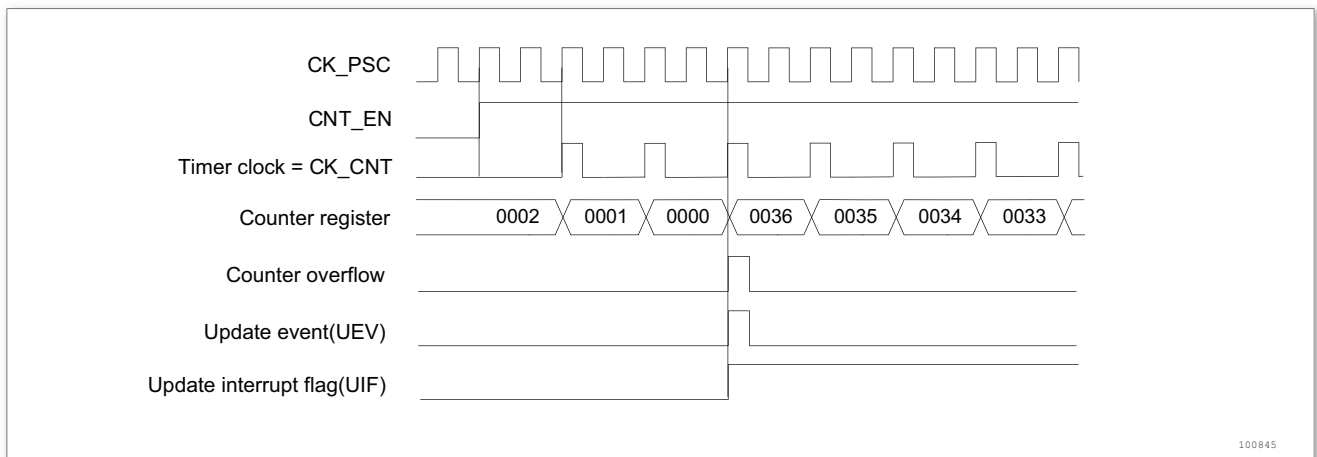 CK_PSC
CNT_EN
Timer clock = CK_CNT
Counter register 0002 0001 0000 0036 0035 0034 0033
Counter overflow
Update event(UEV)
Update interrupt flag(UIF)
100845